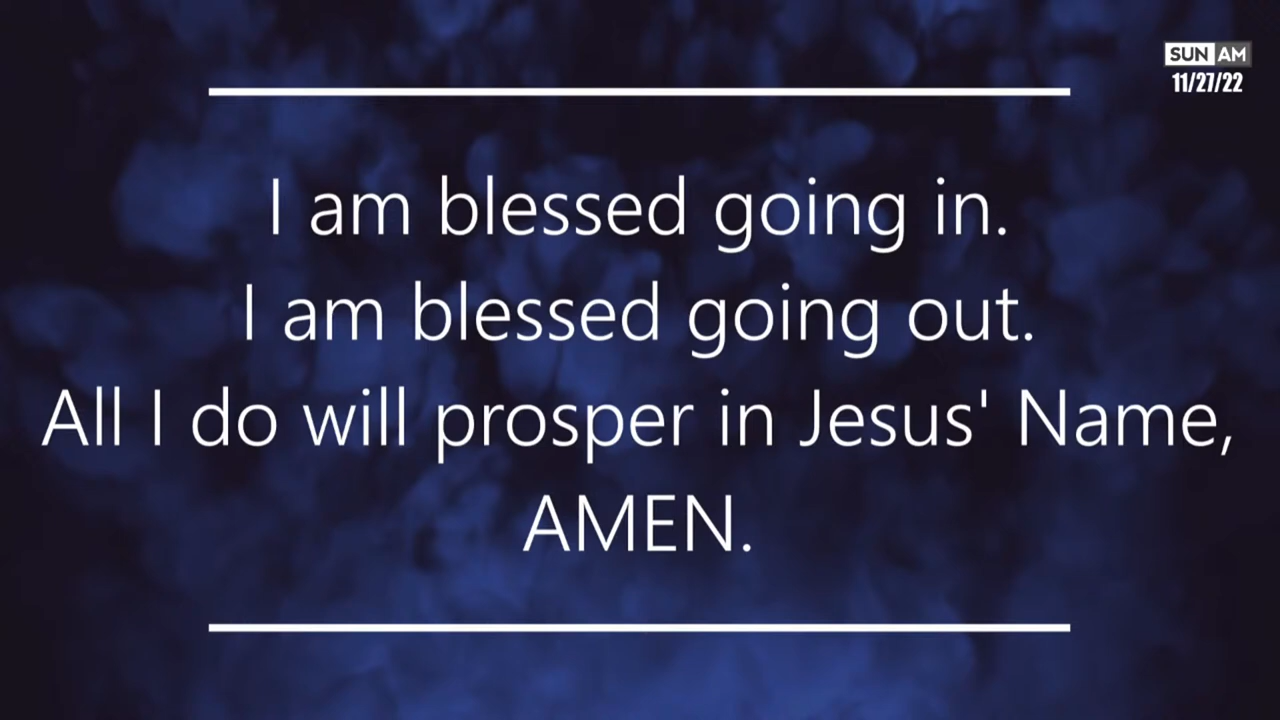 SUN AM
11/27/22
I am blessed going in.
I am blessed going out.
All I do will prosper in Jesus' Name,
AMEN.